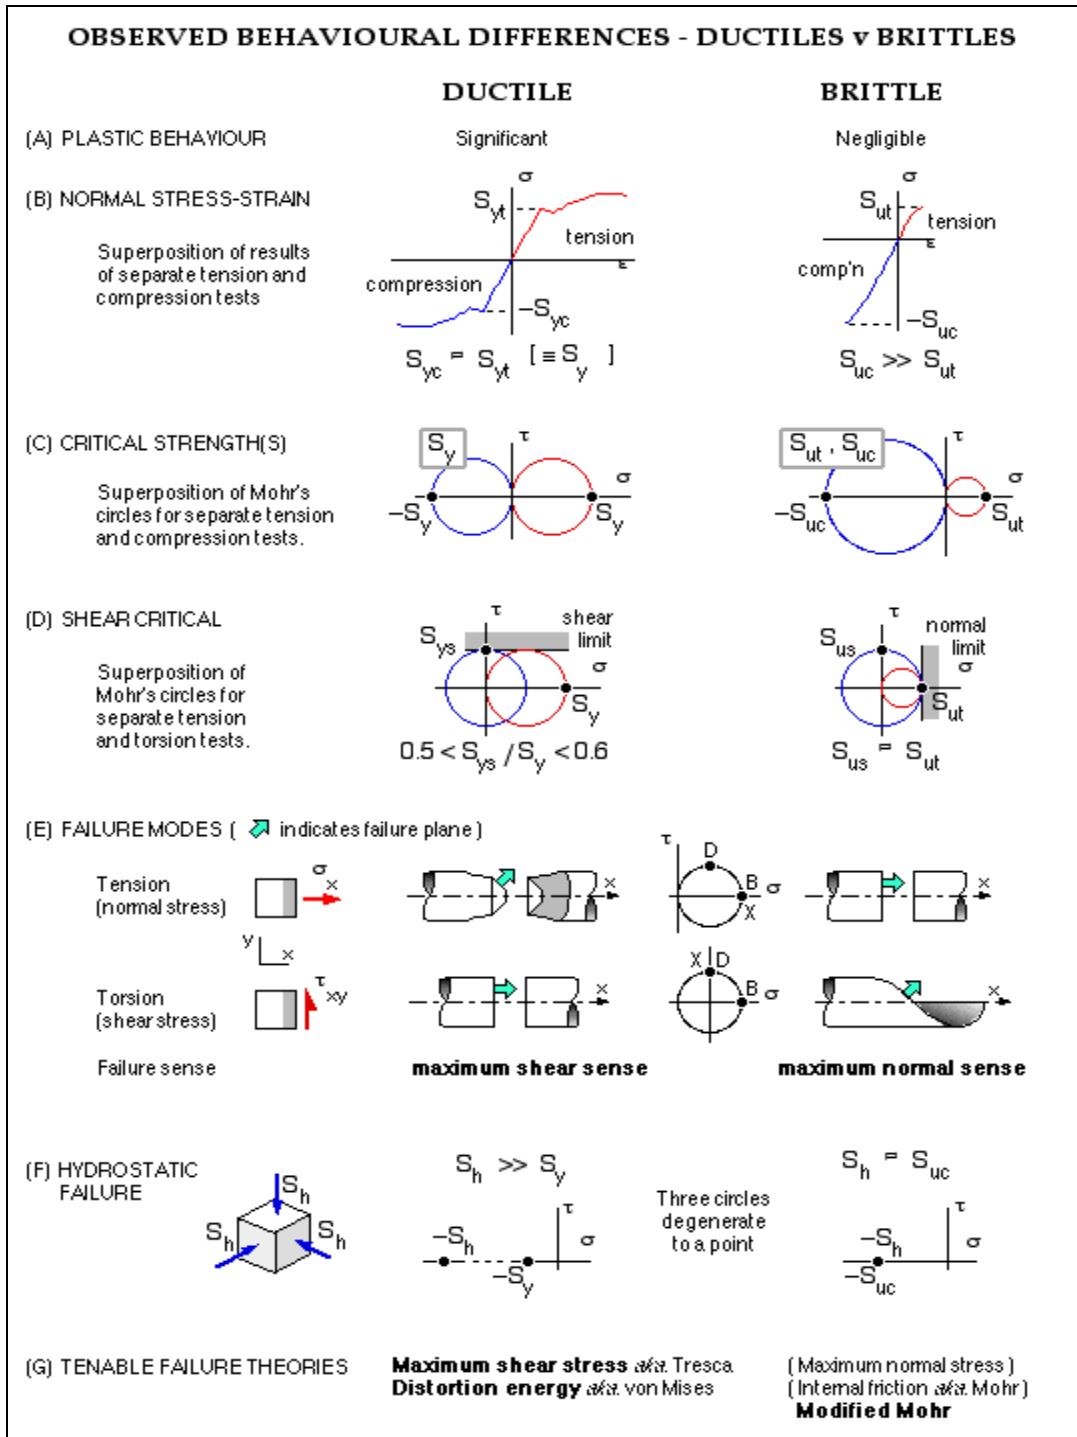 OBSERVED BEHAVIOURAL DIFFERENCES - DUCTILES v BRITTLES
DUCTILE
BRITTLE
(A) PLASTIC BEHAVIOUR
Significant
Negligible
(B) NORMAL STRESS-STRAIN
Superposition of results
of separate tension and
compression tests
σ
Syt
tension
ε
compression
–Syc
Syc = Syt [ ≡ Sy ]
σ
Sut
tension
ε
comp'n
–Suc
Suc >> Sut
(C) CRITICAL STRENGTH(S)
Superposition of Mohr's
circles for separate tension
and compression tests.
Sy
τ
σ
–Sy
Sy
Sut , Suc
τ
σ
–Suc
Sut
(D) SHEAR CRITICAL
Superposition of
Mohr's circles for
separate tension
and torsion tests.
τ
shear
limit
Sys
σ
Sy
0.5 < Sys / Sy < 0.6
τ
normal
limit
Sus
σ
Sut
Sus = Sut
(E) FAILURE MODES ( indicates failure plane )
Tension
(normal stress)
σx
x
τ
D
B
σ
X
x
y
x
Torsion
(shear stress)
τxy
x
X
D
B
σ
x
Failure sense
maximum shear sense
maximum normal sense
(F) HYDROSTATIC
FAILURE
Sh
Sh
Sh
Sh >> Sy
τ
–Sh
σ
–Sy
Three circles
degenerate
to a point
Sh = Suc
τ
–Sh
σ
–Suc
(G) TENABLE FAILURE THEORIES
Maximum shear stress aka. Tresca
Distortion energy aka. von Mises
( Maximum normal stress )
( Internal friction aka. Mohr )
Modified Mohr